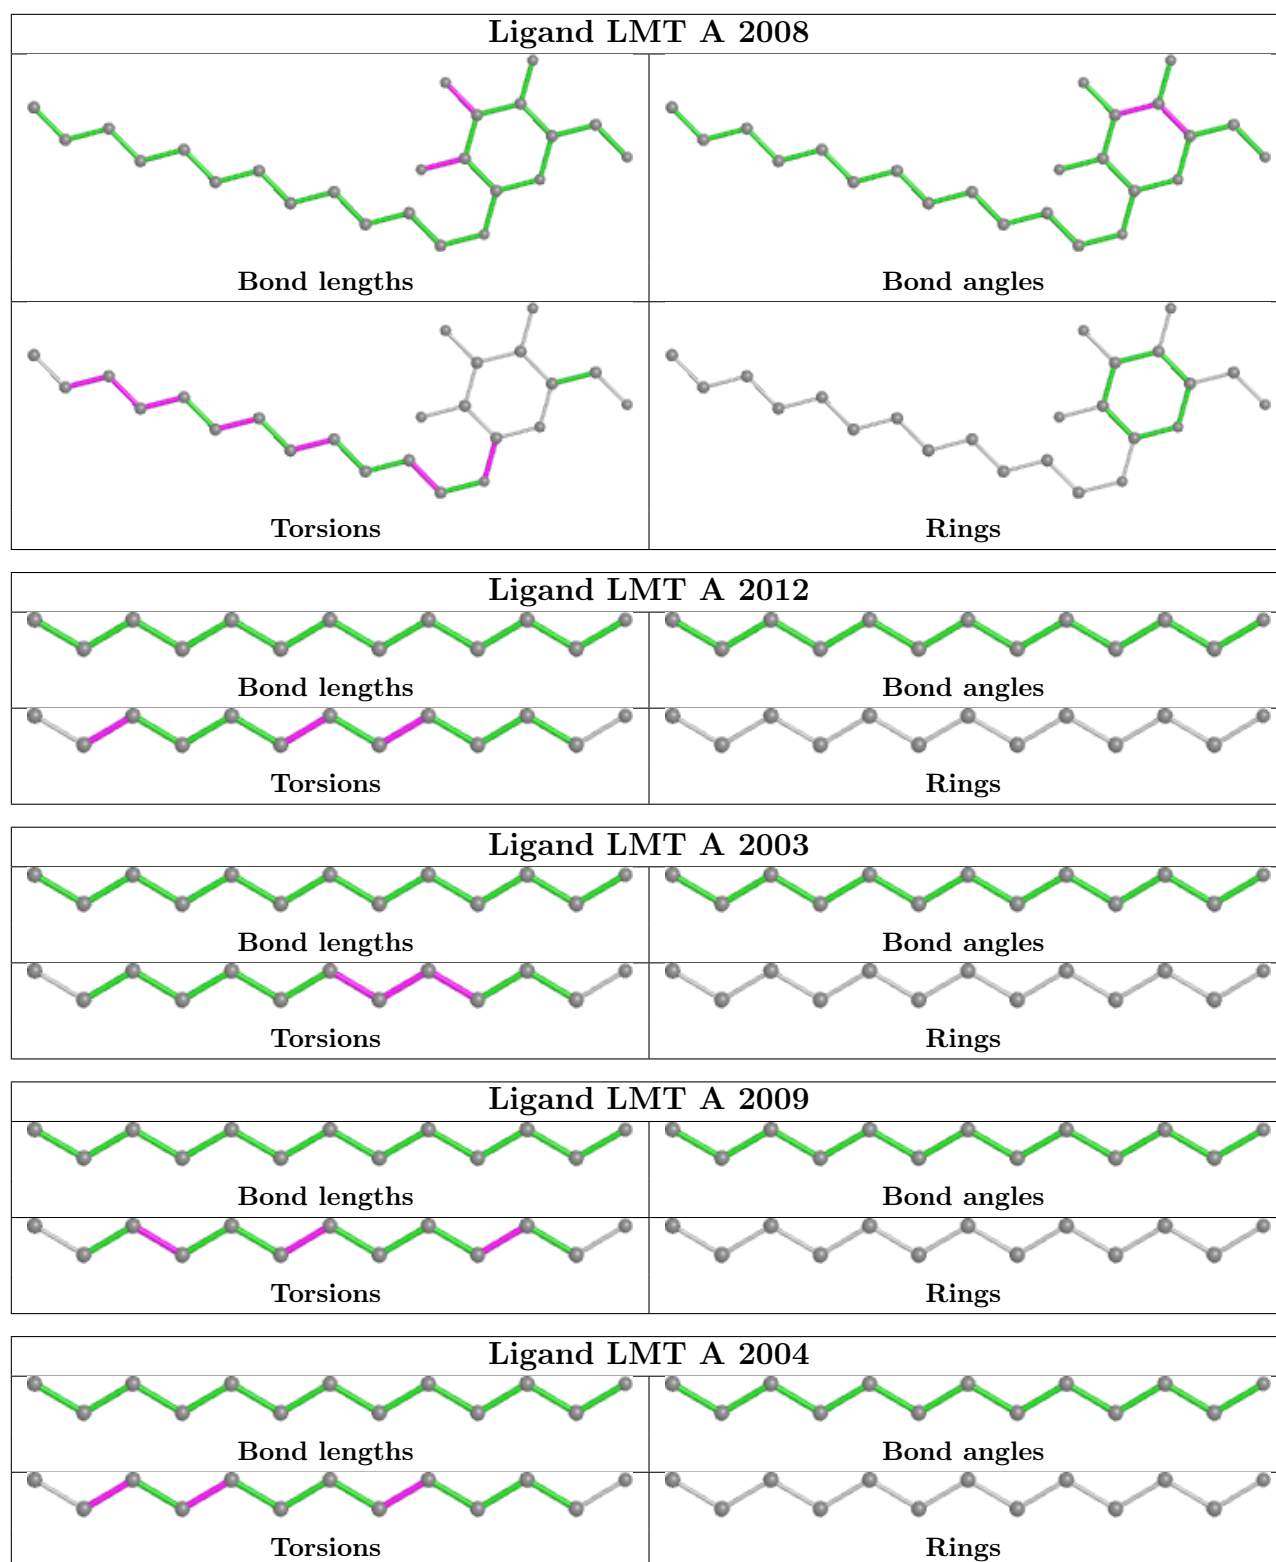 Ligand LMT A 2008
Bond lengths
Bond angles
Torsions
Rings
Ligand LMT A 2012
Bond lengths
Bond angles
Torsions
Rings
Ligand LMT A 2003
Bond lengths
Bond angles
Torsions
Rings
Ligand LMT A 2009
Bond lengths
Bond angles
Torsions
Rings
Ligand LMT A 2004
Bond lengths
Bond angles
Torsions
Rings